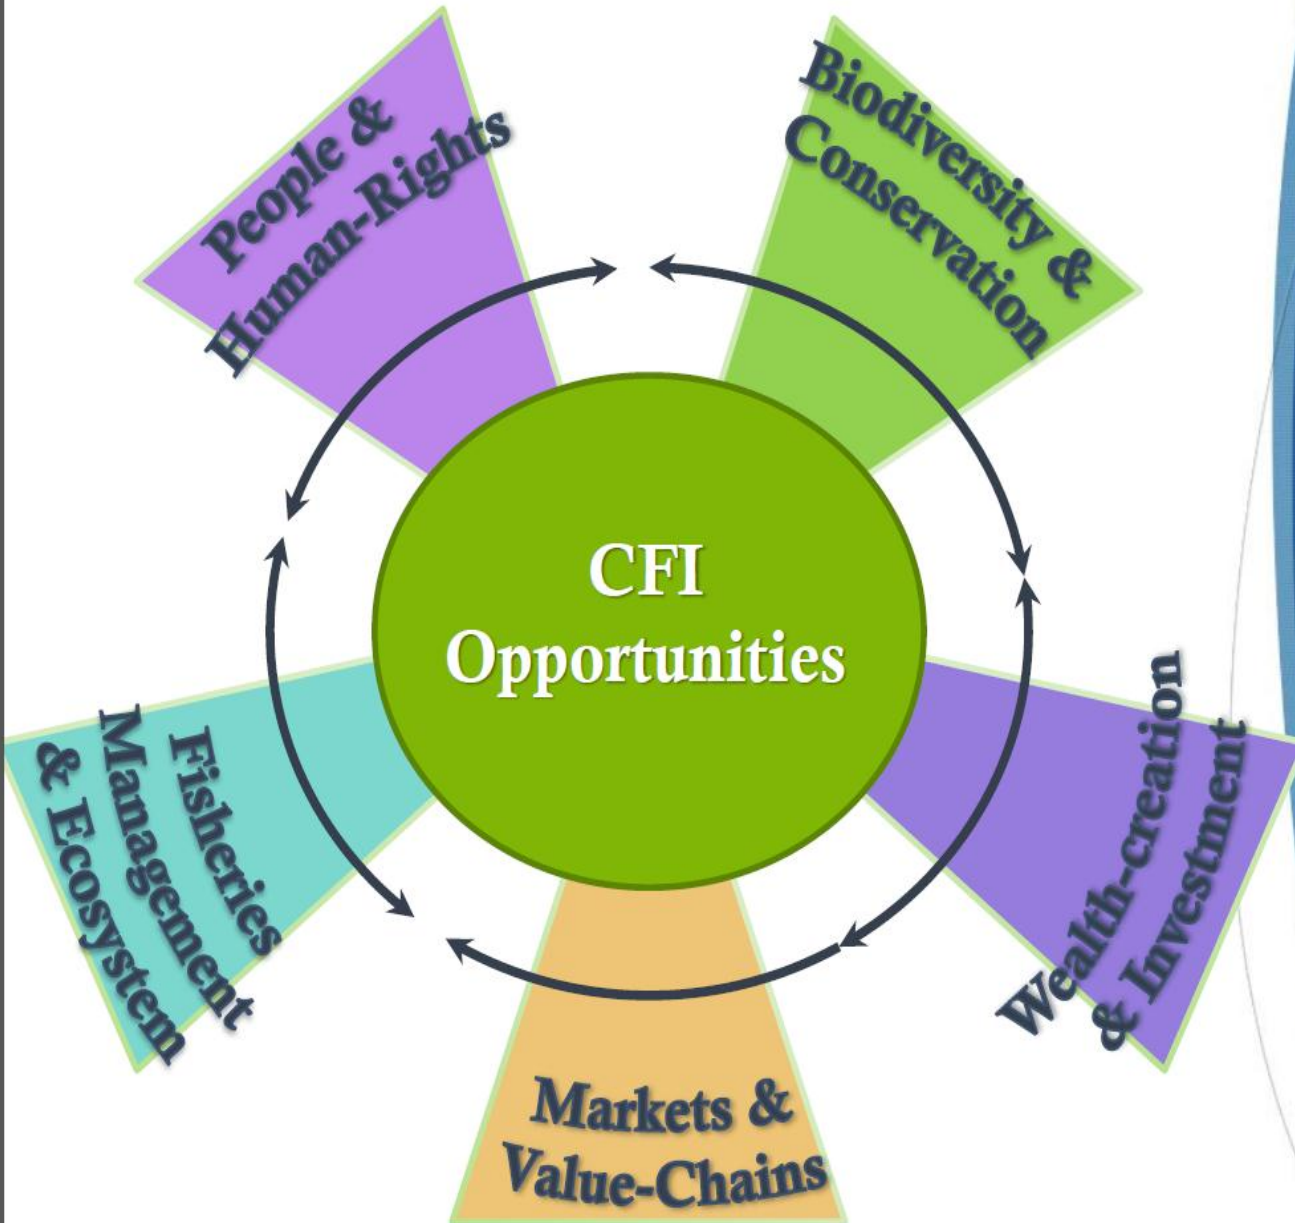 People &
Human-Rights
Biodiversity &
Conservation
CFI
Opportunities
Fisheries
Management
& Ecosystem
Wealth-creation
& Investment
Markets &
Value-Chains